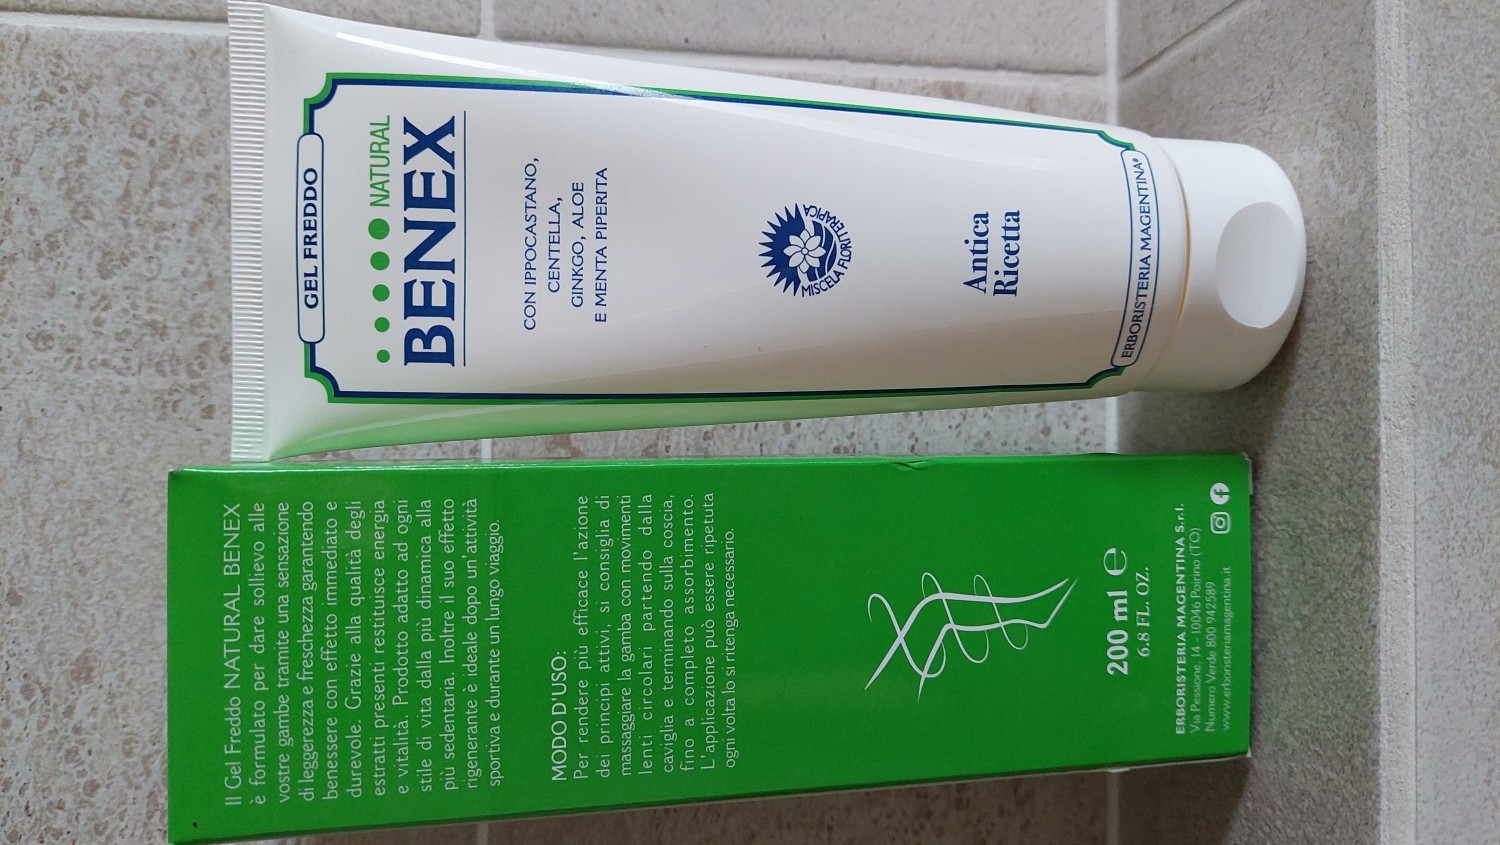 GEL FREDDO
NATURAL
BENEX
CON IPPOCASTANO,
CENTELLA,
GINKGO, ALOE
E MENTA PIPERITA
MISCELA FLORITERAPICA
Antica
Ricetta
ERBORISTERIA MAGENTINA®
Il Gel Freddo NATURAL BENEX
è formulato per dare sollievo alle
vostre gambe tramite una sensazione
di leggerezza e freschezza garantendo
benessere con effetto immediato e
durevole. Grazie alla qualità degli
estratti presenti restituisce energia
e vitalità. Prodotto adatto ad ogni
stile di vita dalla più dinamica alla
più sedentaria. Inoltre il suo effetto
rigenerante è ideale dopo un'attività
sportiva e durante un lungo viaggio.
MODO D'USO:
Per rendere più efficace l'azione
dei principi attivi, si consiglia di
massaggiare la gamba con movimenti
lenti circolari partendo dalla
caviglia e terminando sulla coscia,
fino a completo assorbimento.
L'applicazione può essere ripetuta
ogni volta lo si ritenga necessario.
200 ml e
6.8 FL. OZ.
ERBORISTERIA MAGENTINA S.r.l.
Via Pessione, 14 - 10046 Poirino (TO)
Numero Verde 800 942589
www.erboristeriamagentina.it